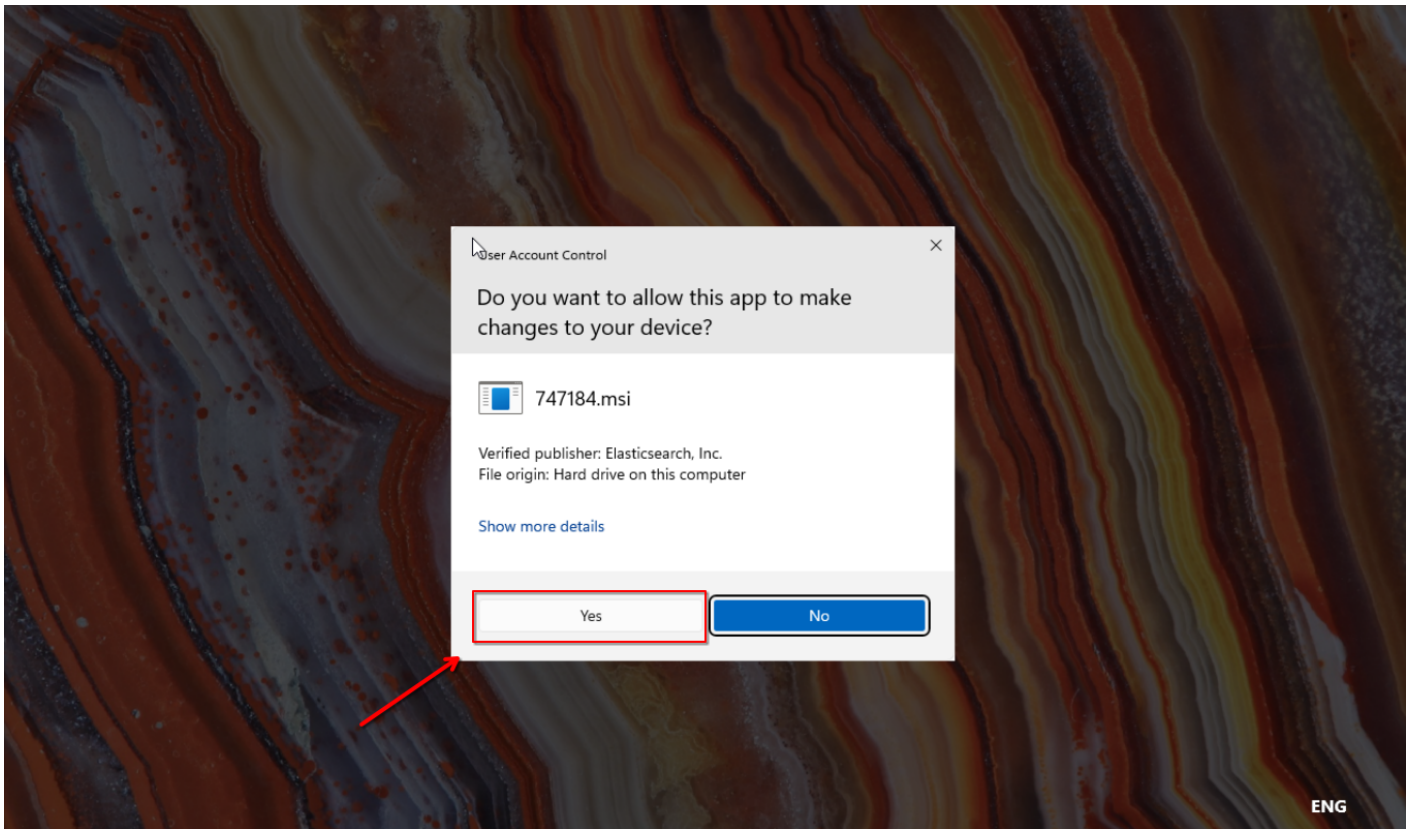 User Account Control
Do you want to allow this app to make
changes to your device?
747184.msi
Verified publisher: Elasticsearch, Inc.
File origin: Hard drive on this computer
Show more details
Yes
No
ENG